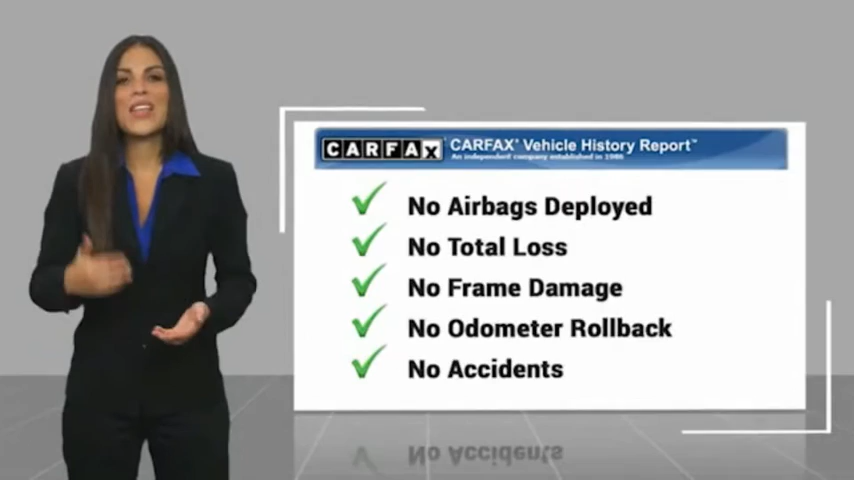 CARFAX CARFAX® Vehicle History Report™
An independent company established in 1986
No Airbags Deployed
No Total Loss
No Frame Damage
No Odometer Rollback
No Accidents
No Accidents